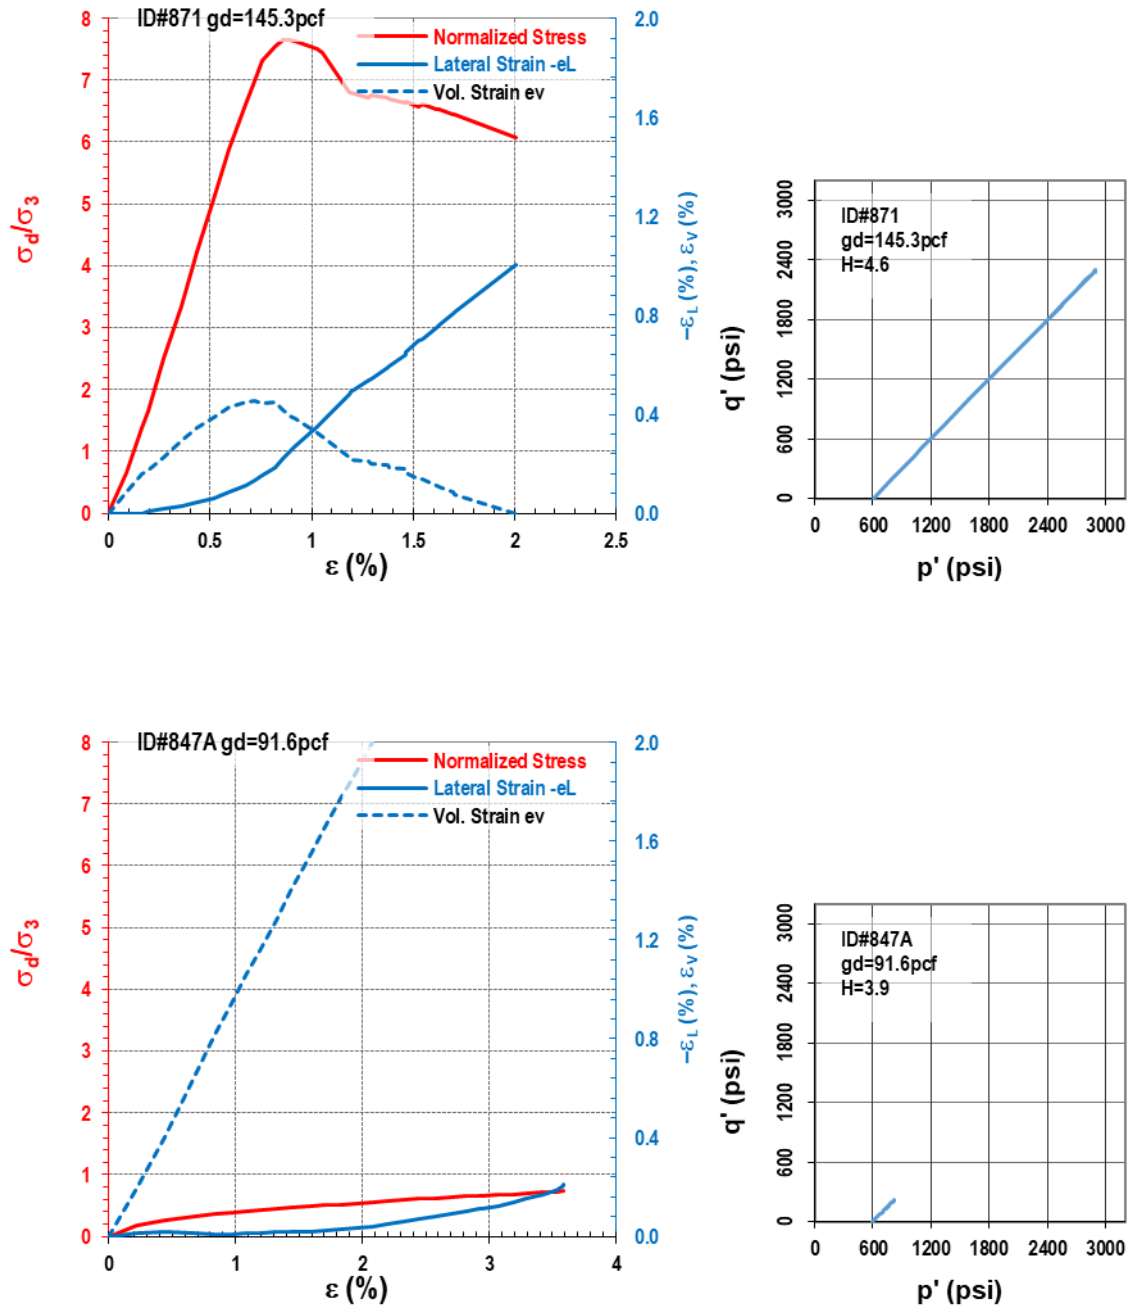 ID#871 gd=145.3pcf
Normalized Stress
Lateral Strain -eL
Vol. Strain ev
8
7
6
5
4
3
2
1
0
σd/σ3
2.0
1.6
1.2
0.8
0.4
0.0
−εL (%), εV (%)
0 0.5 1 1.5 2 2.5
ε (%)
ID#871
gd=145.3pcf
H=4.6
3000
2400
1800
1200
600
0
q' (psi)
0 600 1200 1800 2400 3000
p' (psi)
ID#847A gd=91.6pcf
Normalized Stress
Lateral Strain -eL
Vol. Strain ev
8
7
6
5
4
3
2
1
0
σd/σ3
2.0
1.6
1.2
0.8
0.4
0.0
−εL (%), εV (%)
0 1 2 3 4
ε (%)
ID#847A
gd=91.6pcf
H=3.9
3000
2400
1800
1200
600
0
q' (psi)
0 600 1200 1800 2400 3000
p' (psi)